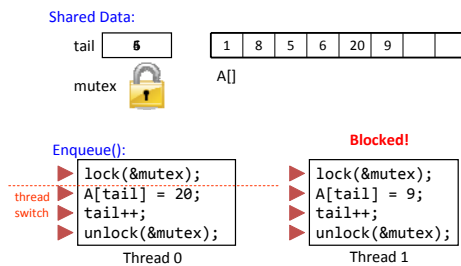 Shared Data:
tail
1 8 5 6 20 9
mutex
A[]
Blocked!
Enqueue():
thread switch
lock(&mutex);
A[tail] = 20;
tail++;
unlock(&mutex);
Thread 0
lock(&mutex);
A[tail] = 9;
tail++;
unlock(&mutex);
Thread 1